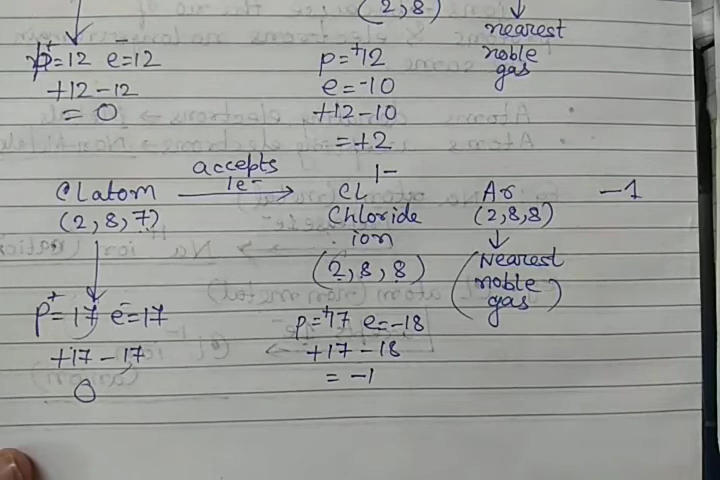 (2,8)
↓
nearest
p⁺=12 e⁻=12 p=⁺12 noble
+12-12 e=-10 gas
= 0 +12-10
=+2
accepts
Cl atom 1e⁻ → Cl¹⁻ Ar -1
(2, 8, 7) Chloride (2,8,8)
ion ↓
(2, 8, 8) (Nearest
noble
gas)
p⁺= 17 e⁻=17 p=⁺17 e=-18
+17 - 17 +17 - 18
0 = -1